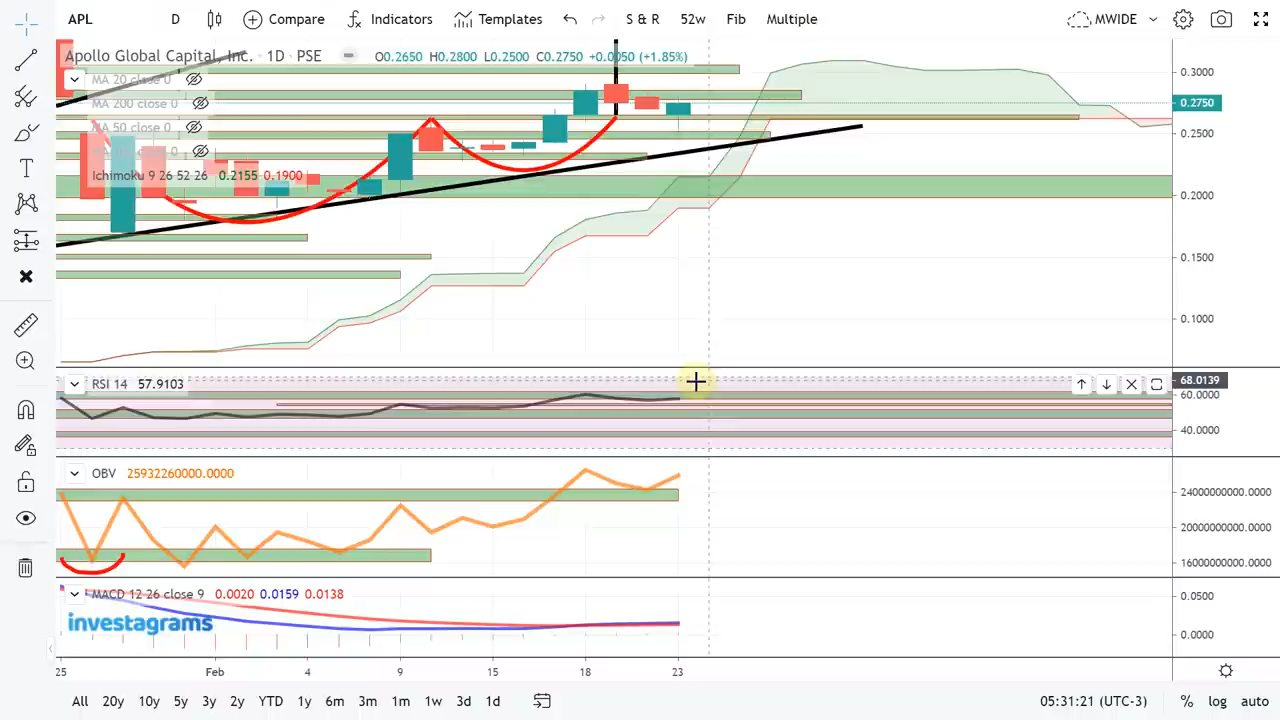 APL D Compare Indicators Templates S & R 52w Fib Multiple MWIDE
Apollo Global Capital, Inc. · 1D · PSE O0.2650 H0.2800 L0.2500 C0.2750 +0.0050 (+1.85%)
MA 20 close 0
MA 200 close 0
MA 50 close 0
Ichimoku 9 26 52 26 0.2155 0.1900
0.3000
0.2750
0.2500
0.2000
0.1500
0.1000
RSI 14 57.9103
68.0139
60.0000
40.0000
OBV 25932260000.0000
24000000000.0000
20000000000.0000
16000000000.0000
MACD 12 26 close 9 0.0020 0.0159 0.0138
0.0500
investagrams
0.0000
25 Feb 4 9 15 18 23
All 20y 10y 5y 3y 2y YTD 1y 6m 3m 1m 1w 3d 1d 05:31:21 (UTC-3) % log auto